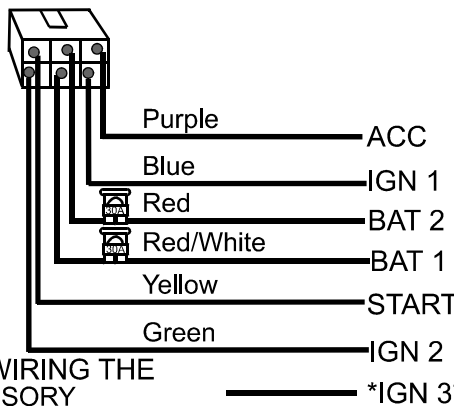 Purple
ACC
Blue
IGN 1
Red
30A
BAT 2
Red/White
30A
BAT 1
Yellow
START
Green
IGN 2
WIRING THE
SORY
*IGN 3